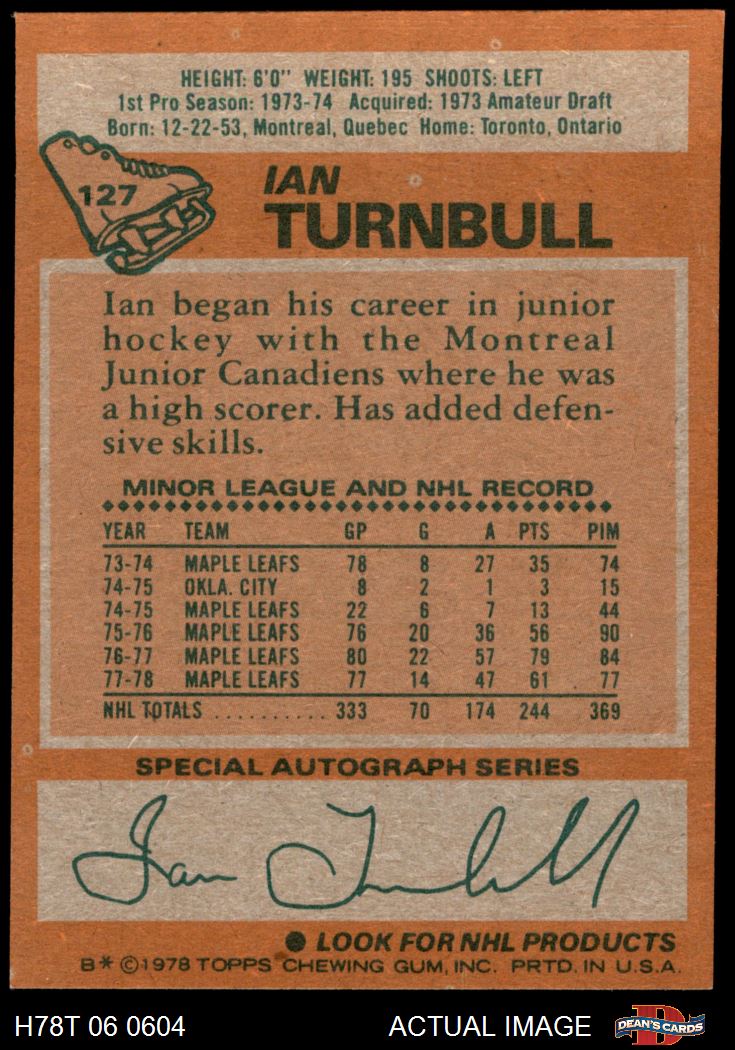 HEIGHT: 6'0" WEIGHT: 195 SHOOTS: LEFT
1st Pro Season: 1973-74 Acquired: 1973 Amateur Draft
Born: 12-22-53, Montreal, Quebec Home: Toronto, Ontario
127
IAN
TURNBULL
Ian began his career in junior
hockey with the Montreal
Junior Canadiens where he was
a high scorer. Has added defen-
sive skills.
MINOR LEAGUE AND NHL RECORD
YEAR TEAM GP G A PTS PIM
73-74 MAPLE LEAFS 78 8 27 35 74
74-75 OKLA. CITY 8 2 1 3 15
74-75 MAPLE LEAFS 22 6 7 13 44
75-76 MAPLE LEAFS 76 20 36 56 90
76-77 MAPLE LEAFS 80 22 57 79 84
77-78 MAPLE LEAFS 77 14 47 61 77
NHL TOTALS .......... 333 70 174 244 369
SPECIAL AUTOGRAPH SERIES
Ian Turnbull
● LOOK FOR NHL PRODUCTS
B* ©1978 TOPPS CHEWING GUM, INC. PRTD. IN U.S.A.
H78T 06 0604 ACTUAL IMAGE D DEAN'S CARDS